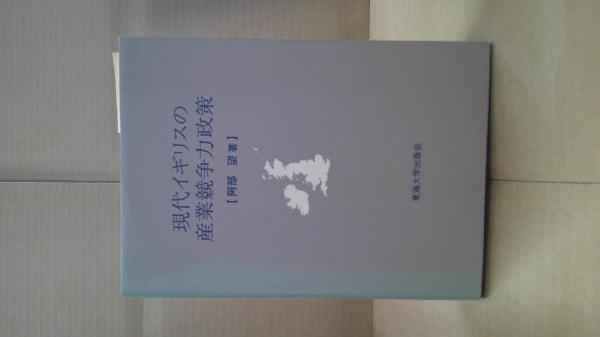 現代イギリスの
産業競争力政策
【阿部 望 著】
東海大学出版会